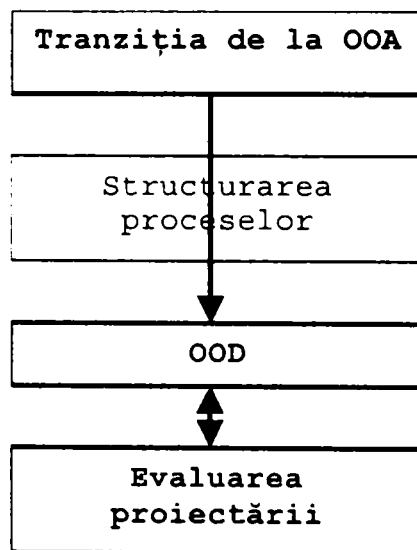 Tranziția de la OOA
Structurarea
proceselor
OOD
Evaluarea
proiectării